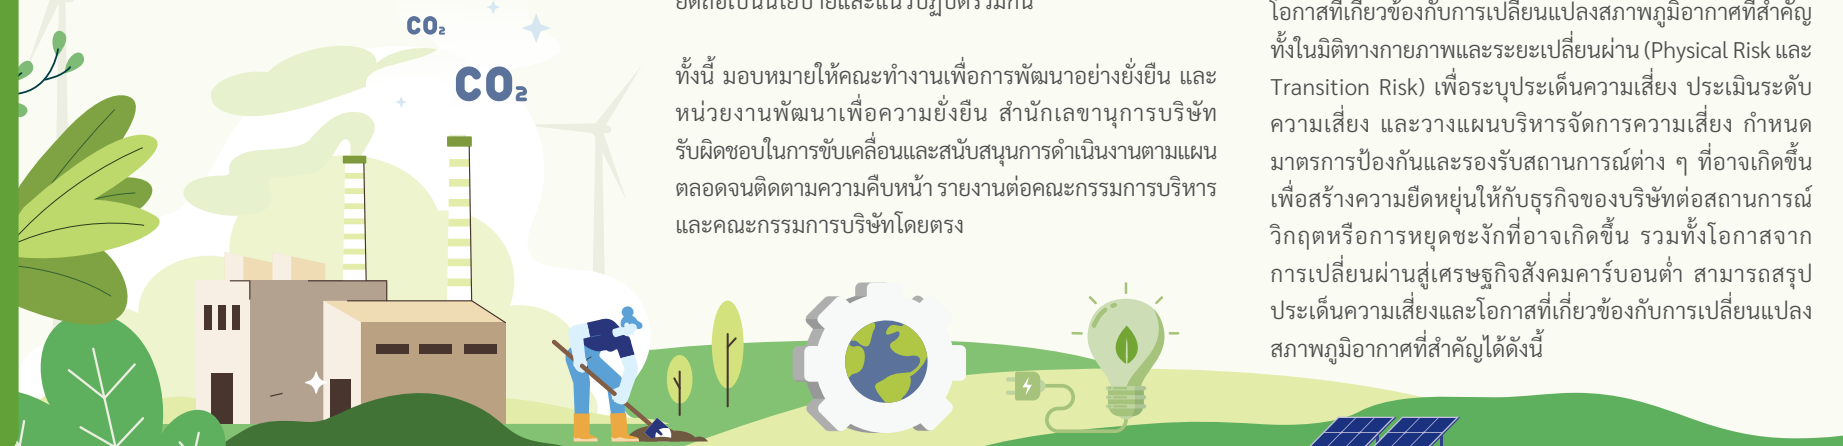 CO₂
CO₂
ยึดถือเป็นนโยบายและแนวปฏิบัติร่วมกัน
ทั้งนี้ มอบหมายให้คณะทำงานเพื่อการพัฒนาอย่างยั่งยืน และ
หน่วยงานพัฒนาเพื่อความยั่งยืน สำนักเลขานุการบริษัท
รับผิดชอบในการขับเคลื่อนและสนับสนุนการดำเนินงานตามแผน
ตลอดจนติดตามความคืบหน้า รายงานต่อคณะกรรมการบริหาร
และคณะกรรมการบริษัทโดยตรง
โอกาสที่เกี่ยวข้องกับการเปลี่ยนแปลงสภาพภูมิอากาศที่สำคัญ
ทั้งในมิติทางกายภาพและระยะเปลี่ยนผ่าน (Physical Risk และ
Transition Risk) เพื่อระบุประเด็นความเสี่ยง ประเมินระดับ
ความเสี่ยง และวางแผนบริหารจัดการความเสี่ยง กำหนด
มาตรการป้องกันและรองรับสถานการณ์ต่าง ๆ ที่อาจเกิดขึ้น
เพื่อสร้างความยืดหยุ่นให้กับธุรกิจของบริษัทต่อสถานการณ์
วิกฤตหรือการหยุดชะงักที่อาจเกิดขึ้น รวมทั้งโอกาสจาก
การเปลี่ยนผ่านสู่เศรษฐกิจสังคมคาร์บอนต่ำ สามารถสรุป
ประเด็นความเสี่ยงและโอกาสที่เกี่ยวข้องกับการเปลี่ยนแปลง
สภาพภูมิอากาศที่สำคัญได้ดังนี้